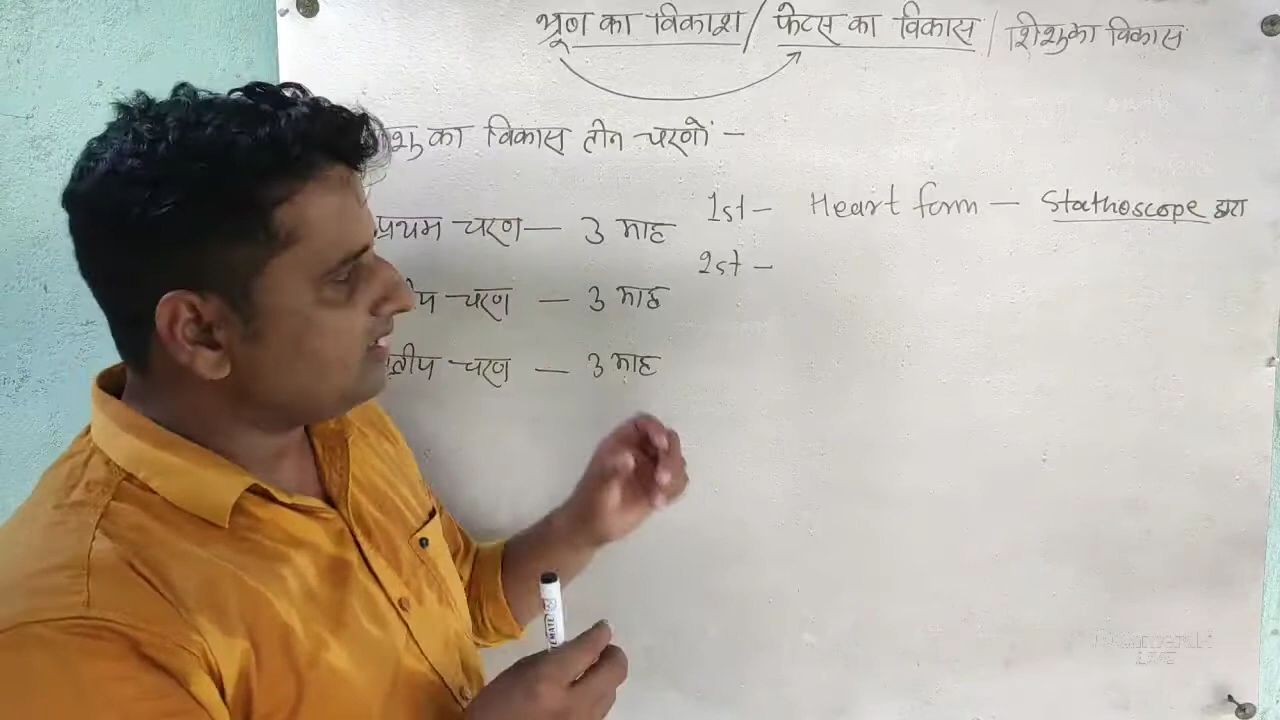 भ्रूण का विकाश / फेटस का विकास / शिशु का विकास
का विकास तीन चरणों -
प्रथम चरण — 3 माह
चरण — 3 माह
चरण — 3 माह
1st - Heart form - Stathoscope द्वारा
2st -